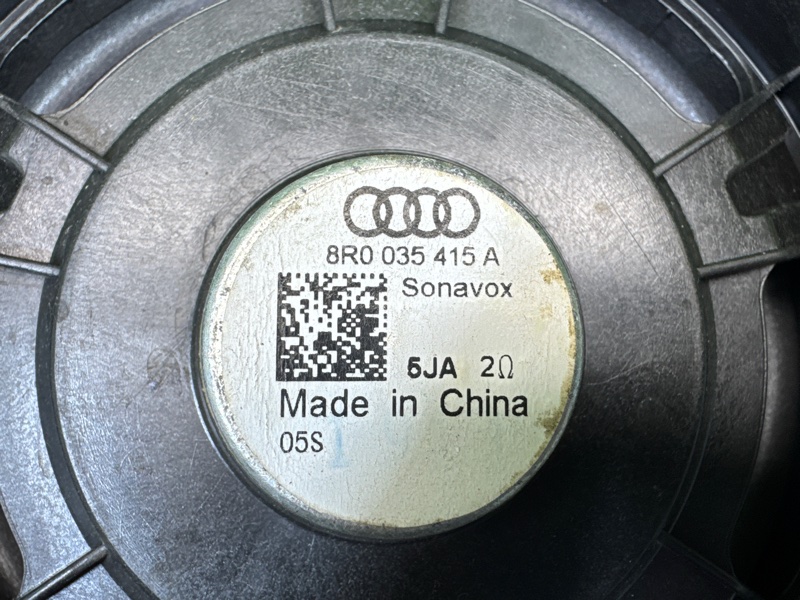 8R0 035 415 A
Sonavox
5JA 2Ω
Made in China
05S